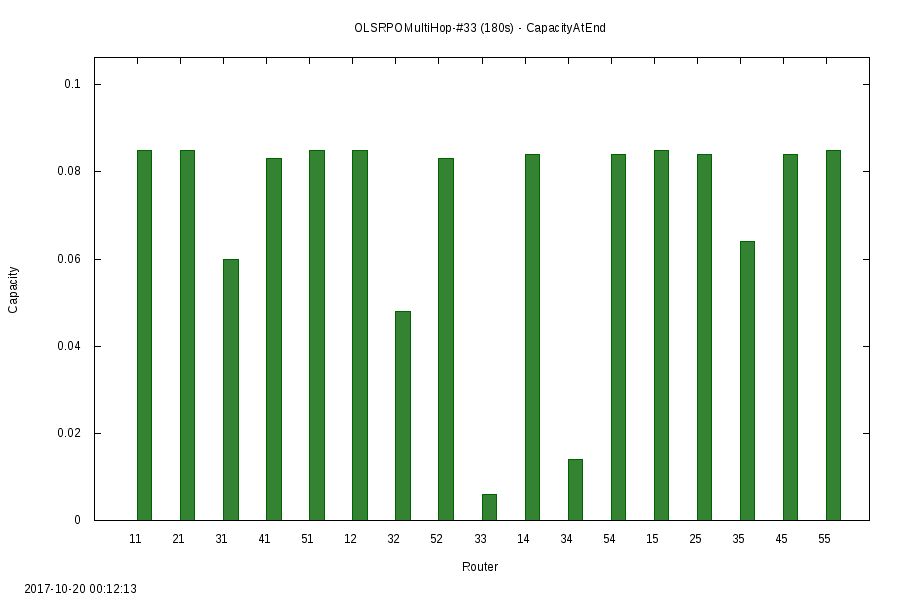 OLSRPOMultiHop-#33 (180s) - CapacityAtEnd
0.1
0.08
0.06
0.04
0.02
0
Capacity
11 21 31 41 51 12 32 52 33 14 34 54 15 25 35 45 55
Router
2017-10-20 00:12:13